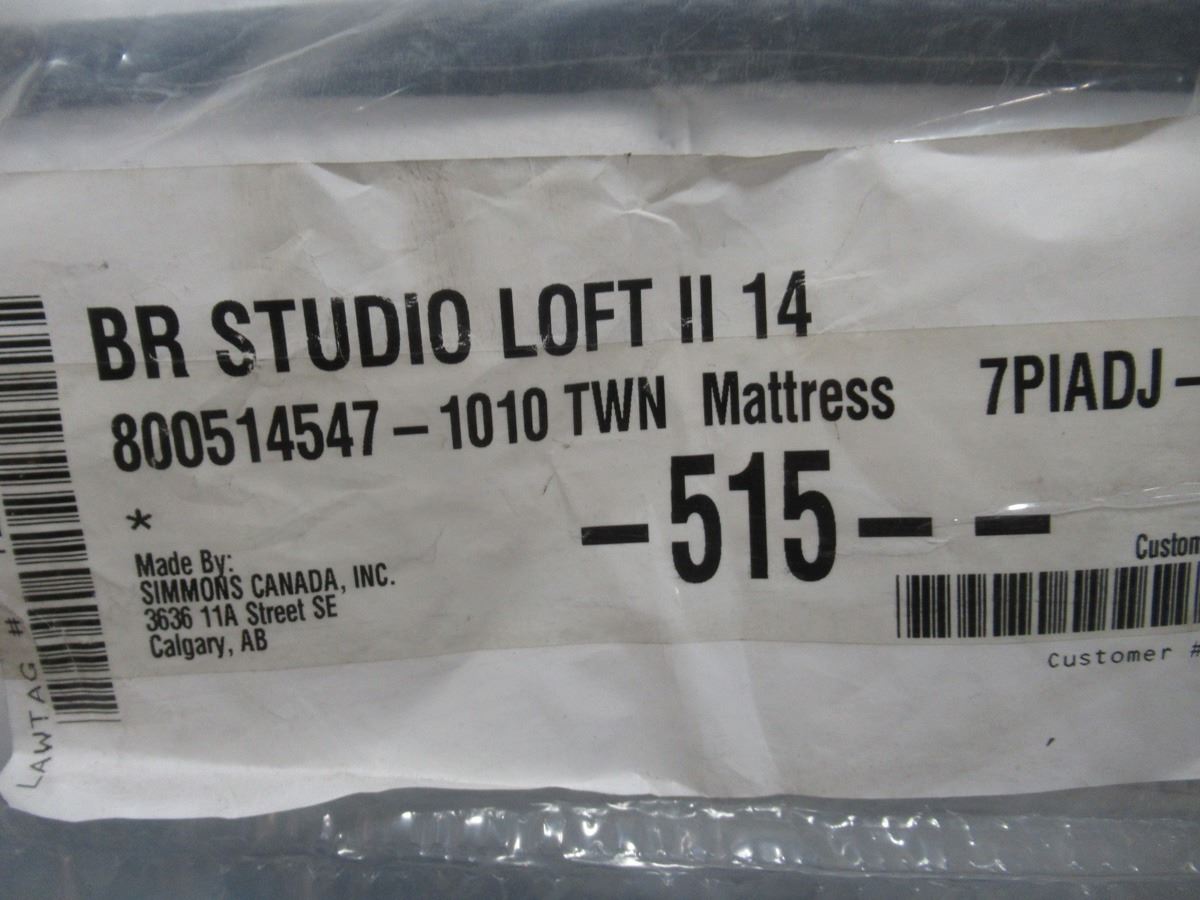 BR STUDIO LOFT II 14
800514547-1010 TWN Mattress 7PIADJ-
-515- -
*
Made By:
SIMMONS CANADA, INC.
3636 11A Street SE
Calgary, AB
Custom
Customer #
LAWTAG #